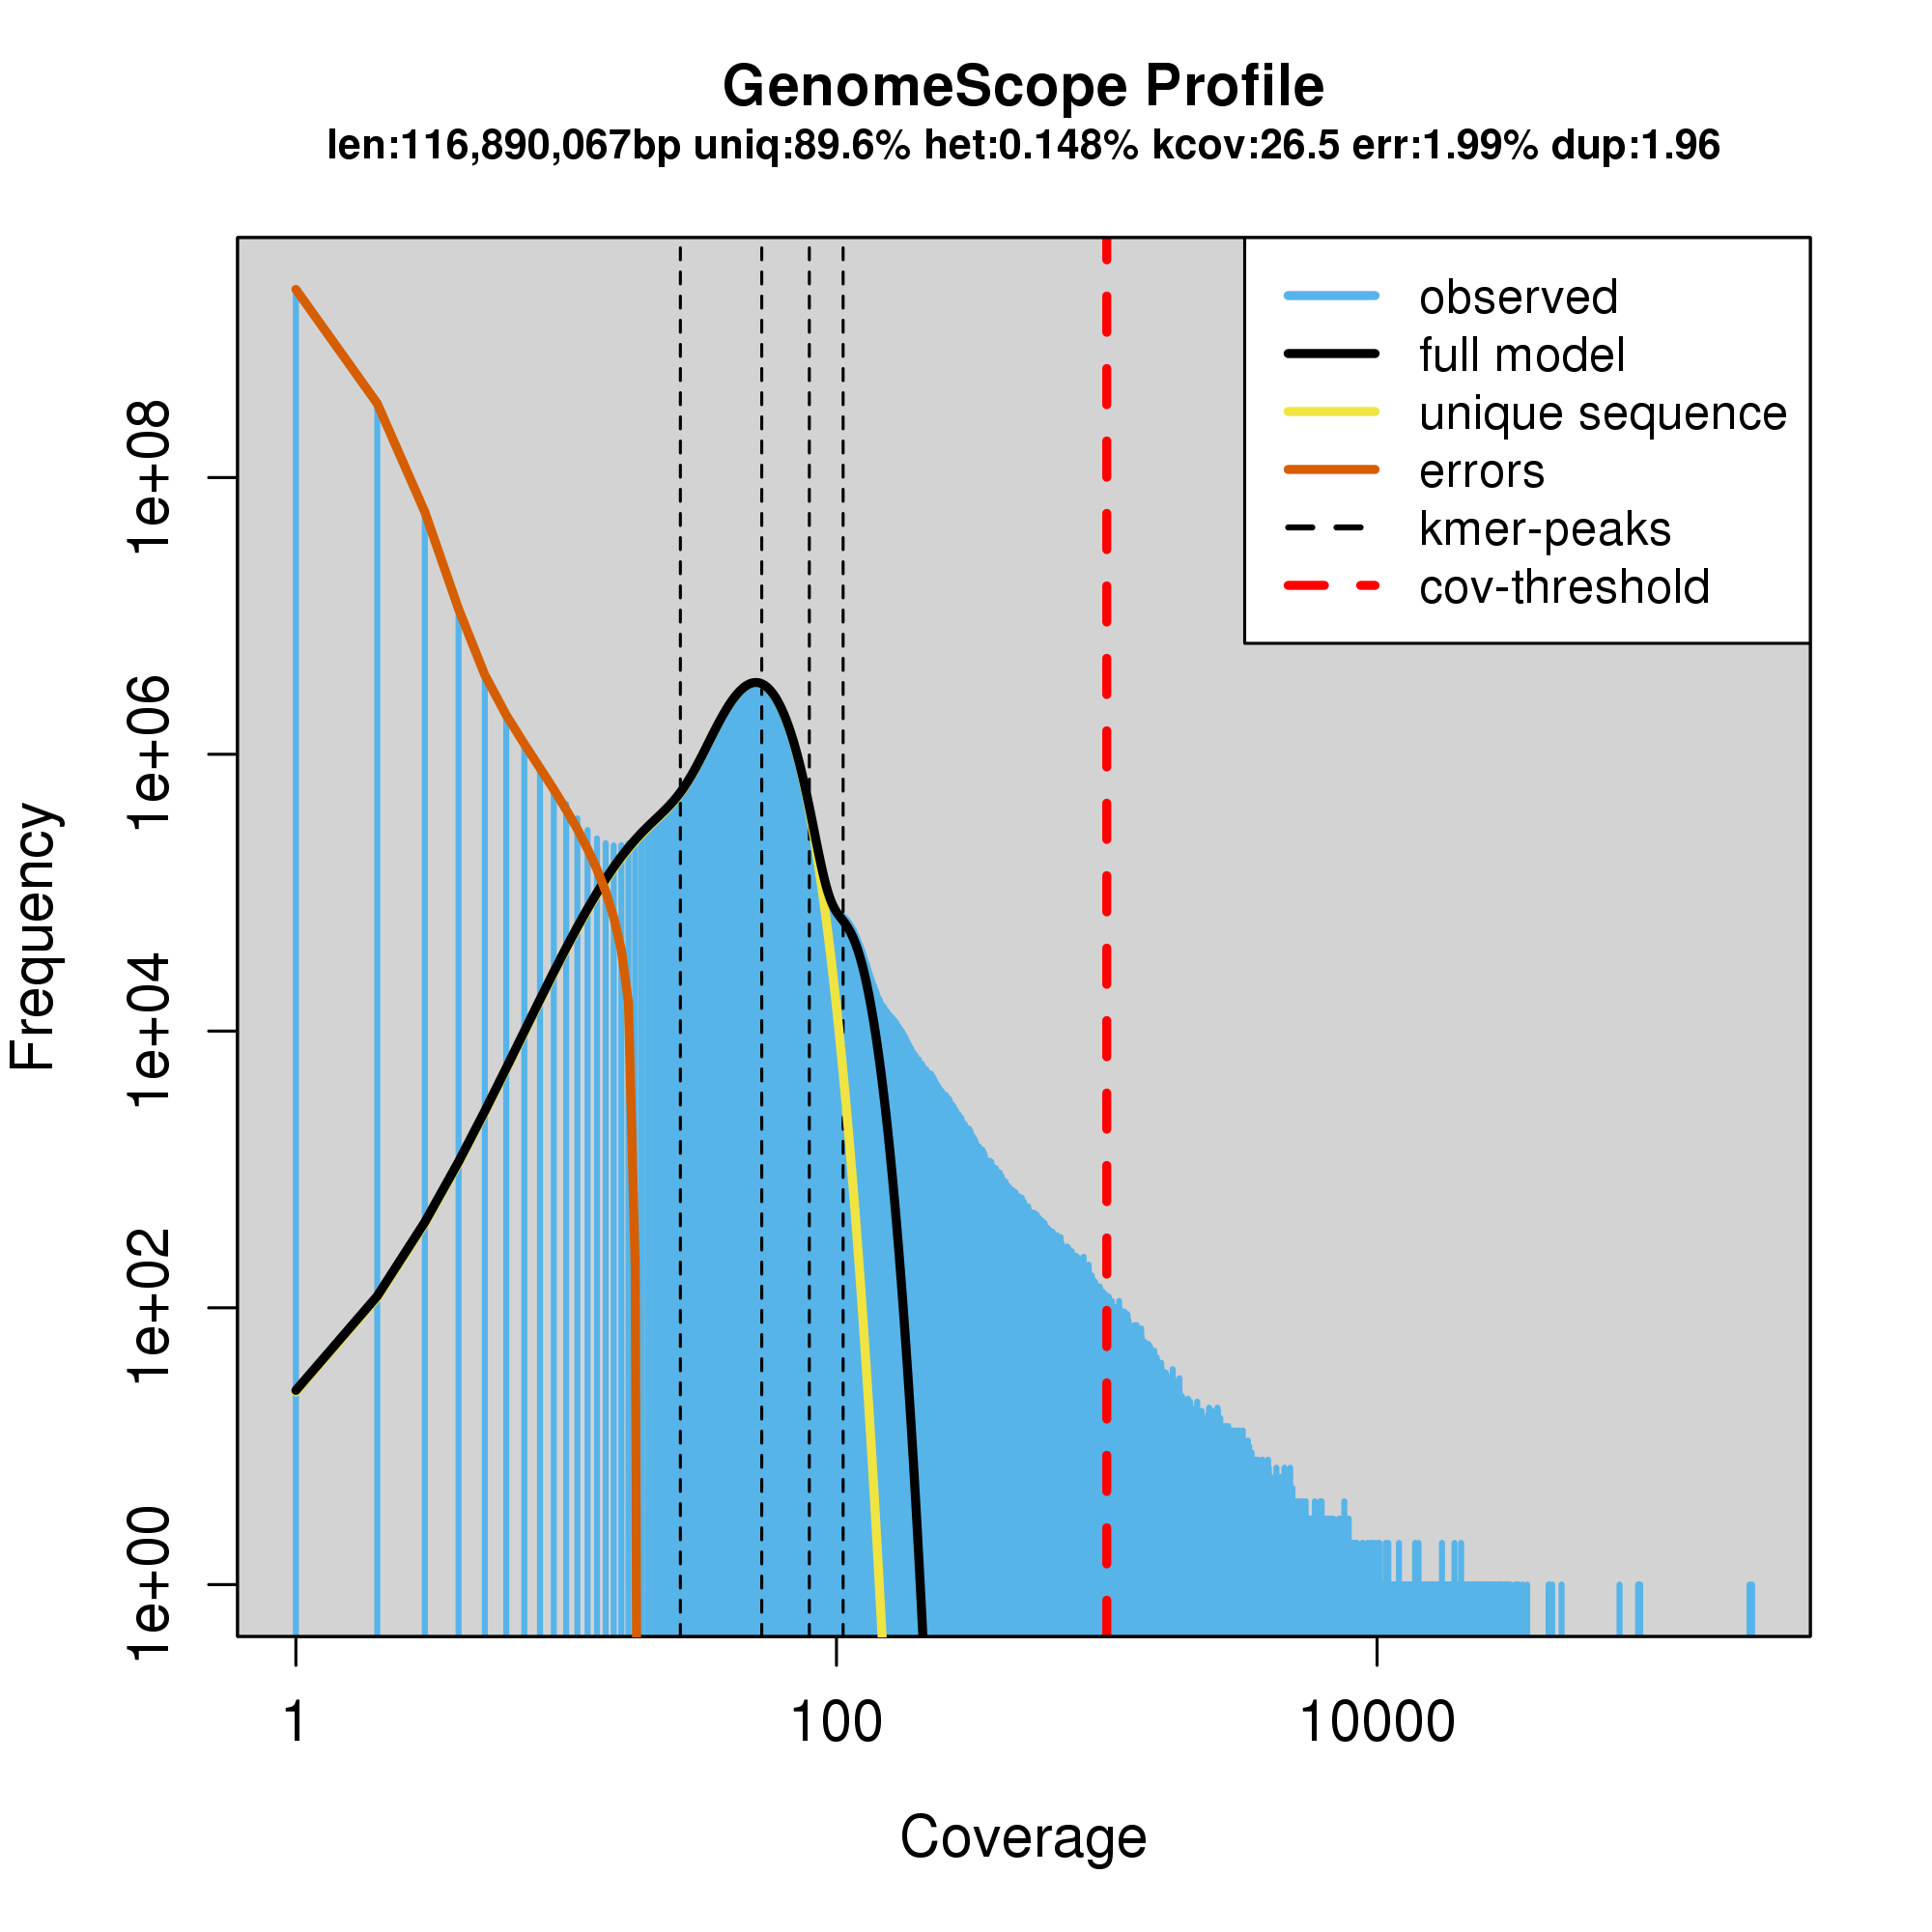 GenomeScope Profile
len:116,890,067bp uniq:89.6% het:0.148% kcov:26.5 err:1.99% dup:1.96
observed
full model
unique sequence
errors
kmer-peaks
cov-threshold
Frequency
1e+08
1e+06
1e+04
1e+02
1e+00
1
100
10000
Coverage